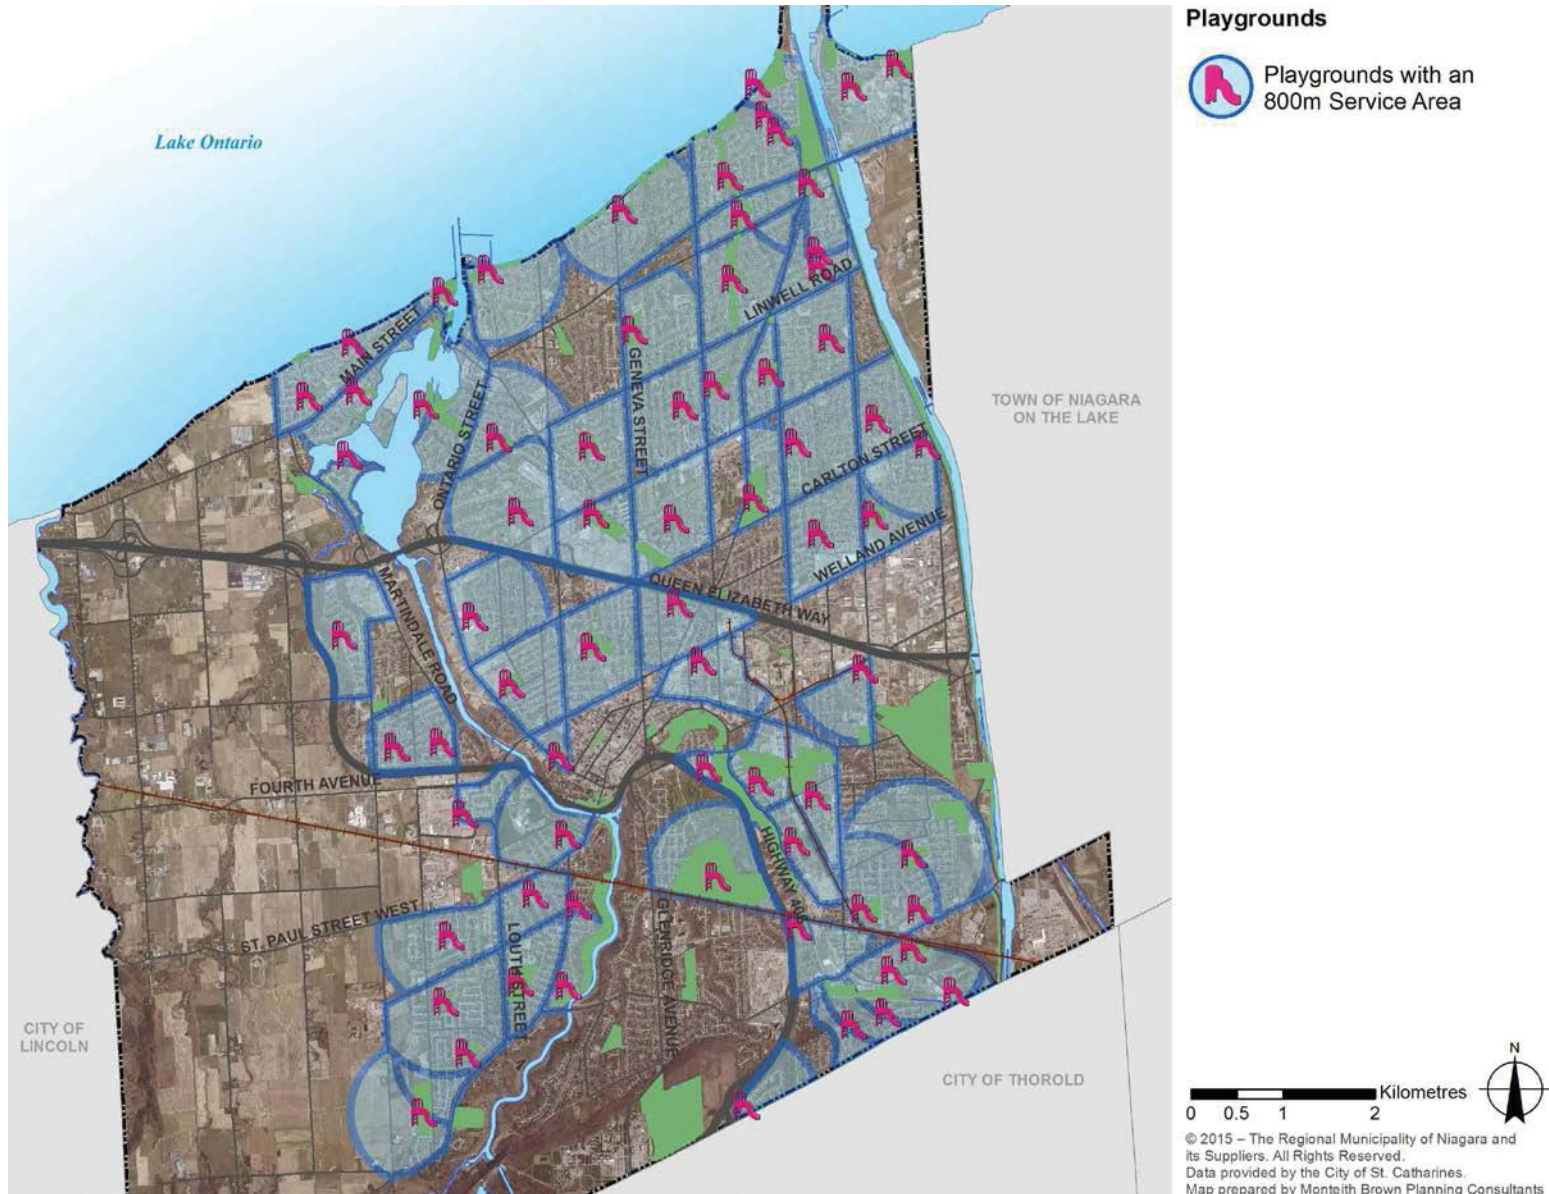 Playgrounds
Playgrounds with an
800m Service Area
Lake Ontario
MAIN STREET
LINWELL ROAD
GENEVA STREET
ONTARIO STREET
CARLTON STREET
WELLAND AVENUE
QUEEN ELIZABETH WAY
MARTINDALE ROAD
FOURTH AVENUE
HIGHWAY 406
ST. PAUL STREET WEST
LOUTH STREET
GLENRIDGE AVENUE
TOWN OF NIAGARA
ON THE LAKE
CITY OF
LINCOLN
CITY OF THOROLD
N
Kilometres
0 0.5 1 2
© 2015 – The Regional Municipality of Niagara and
its Suppliers. All Rights Reserved.
Data provided by the City of St. Catharines.
Map prepared by Monteith Brown Planning Consultants